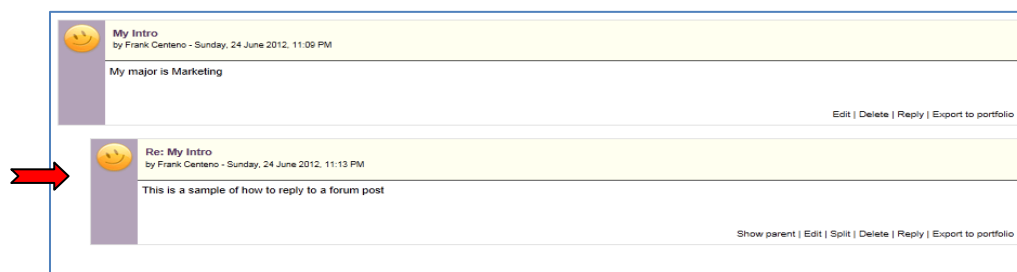 My Intro
by Frank Centeno - Sunday, 24 June 2012, 11:09 PM
My major is Marketing
Edit | Delete | Reply | Export to portfolio
Re: My Intro
by Frank Centeno - Sunday, 24 June 2012, 11:13 PM
This is a sample of how to reply to a forum post
Show parent | Edit | Split | Delete | Reply | Export to portfolio